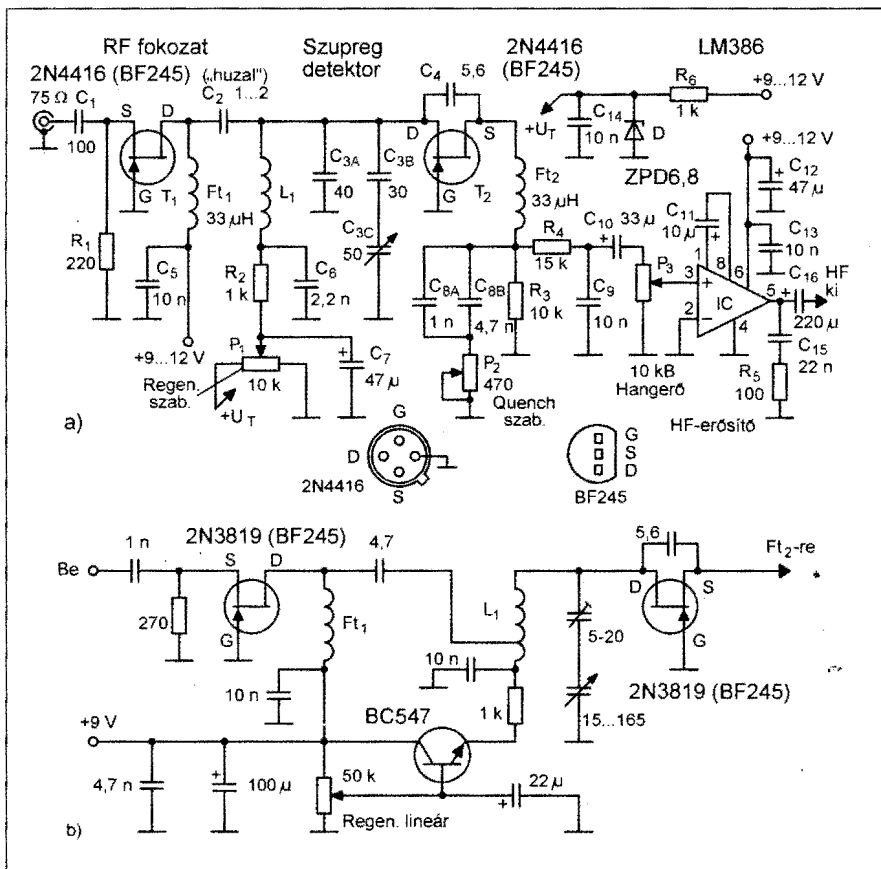 RF fokozat
Szupreg
detektor
2N4416
(BF245)
LM386
2N4416 (BF245)
(„huzal")
75 Ω
C1
100
S
D
G
T1
C2
1...2
C4
5,6
D
S
G
T2
R6
1 k
+9...12 V
+UT
C14
10 n
D
ZPD6,8
+9...12 V
C12
+
47 μ
C13
10 n
Ft1
33 μH
L1
C3A
40
C3B
30
C3C
50
Ft2
33 μH
R1
220
C5
10 n
+9...12 V
R2
1 k
C6
2,2 n
R4
15 k
C10
+
33 μ
P3
C11
10 μ
+
1
8
6
3
+
IC
2
−
4
5
C16
+
220 μ
HF
ki
C8A
1 n
C8B
4,7 n
R3
10 k
C9
10 n
10 kB
Hangerő
C15
22 n
R5
100
P1
10 k
Regen.
szab.
+UT
C7
+
47 μ
P2
470
Quench
szab.
HF-erősítő
a)
G
D
S
2N4416
G
S
D
BF245
2N3819 (BF245)
1 n
Be
S
D
G
270
4,7
Ft1
L1
5,6
D
S
G
Ft2-re
5-20
2N3819 (BF245)
15...165
10 n
10 n
1 k
BC547
+9 V
4,7 n
+
100 μ
50 k
Regen. lineár
22 μ
+
b)